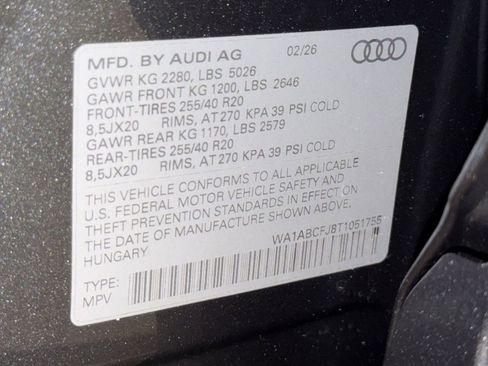 MFD. BY AUDI AG 02/26
GVWR KG 2280, LBS 5026
GAWR FRONT KG 1200, LBS 2646
FRONT-TIRES 255/40 R20
8,5JX20 RIMS, AT 270 KPA 39 PSI COLD
GAWR REAR KG 1170, LBS 2579
REAR-TIRES 255/40 R20
8,5JX20 RIMS, AT 270 KPA 39 PSI COLD
THIS VEHICLE CONFORMS TO ALL APPLICABLE
U.S. FEDERAL MOTOR VEHICLE SAFETY AND
THEFT PREVENTION STANDARDS IN EFFECT ON
THE DATE OF MANUFACTURE SHOWN ABOVE.
HUNGARY WA1ABCFJ8T1051755
TYPE:
MPV